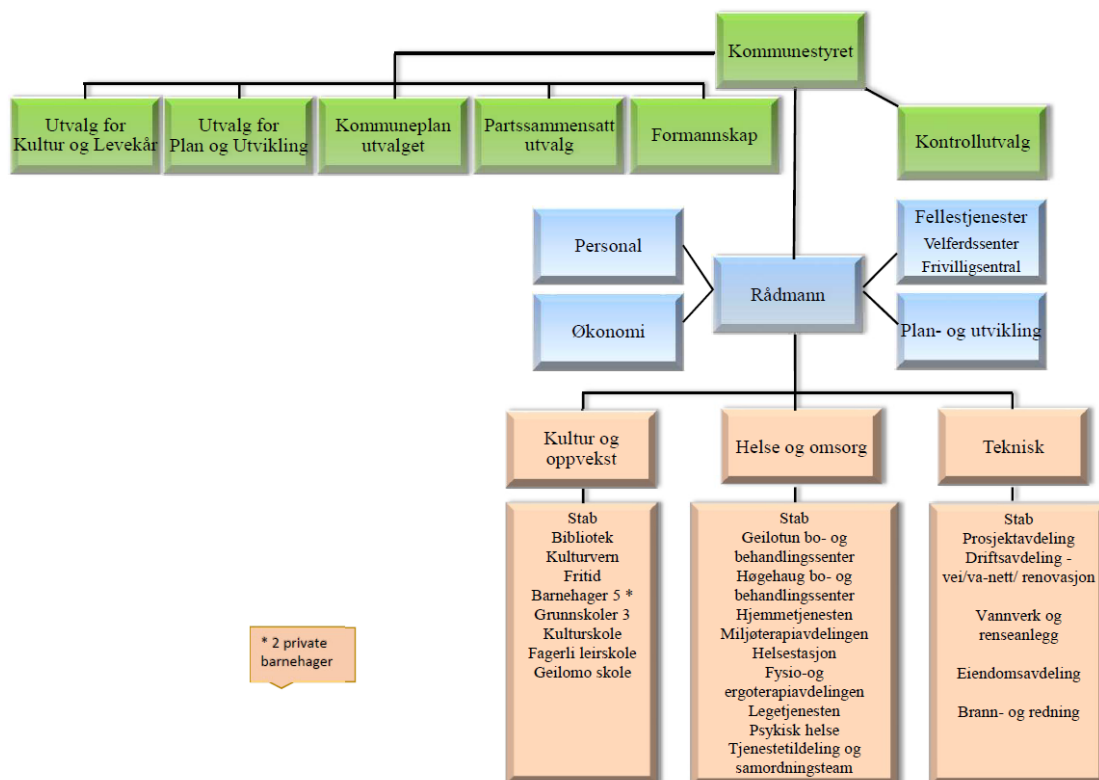 Kommunestyret
Utvalg for
Kultur og Levekår
Utvalg for
Plan og Utvikling
Kommuneplan
utvalget
Partssammensatt
utvalg
Formannskap
Kontrollutvalg
Personal
Økonomi
Rådmann
Fellestjenester
Velferdssenter
Frivilligsentral
Plan- og utvikling
Kultur og
oppvekst
Helse og omsorg
Teknisk
Stab
Bibliotek
Kulturvern
Fritid
Barnehager 5 *
Grunnskoler 3
Kulturskole
Fagerli leirskole
Geilomo skole
Stab
Geilotun bo- og
behandlingssenter
Høgehaug bo- og
behandlingssenter
Hjemmetjenesten
Miljøterapiavdelingen
Helsestasjon
Fysio-og
ergoterapiavdelingen
Legetjenesten
Psykisk helse
Tjenestetildeling og
samordningsteam
Stab
Prosjektavdeling
Driftsavdeling -
vei/va-nett/ renovasjon
Vannverk og
renseanlegg
Eiendomsavdeling
Brann- og redning
* 2 private
barnehager